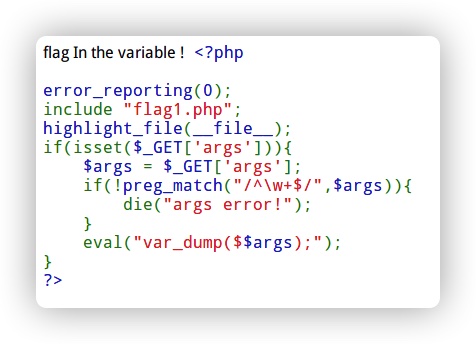 flag In the variable ! <?php

error_reporting(0);
include "flag1.php";
highlight_file(__file__);
if(isset($_GET['args'])){
    $args = $_GET['args'];
    if(!preg_match("/^\w+$/",$args)){
        die("args error!");
    }
    eval("var_dump($$args);");
}
?>